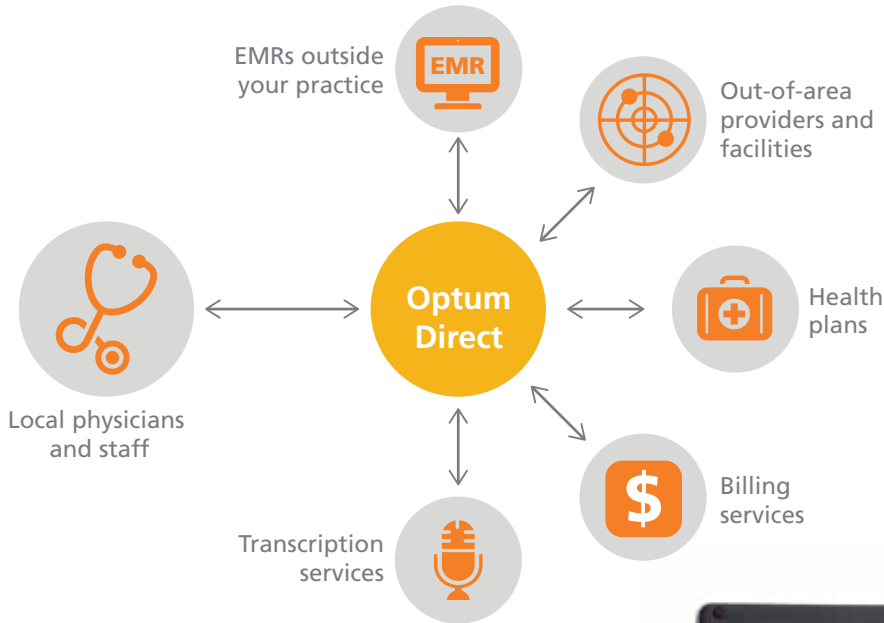 EMRs outside
your practice
EMR
Out-of-area
providers and
facilities
Optum
Direct
Health
plans
Local physicians
and staff
$
Billing
services
Transcription
services